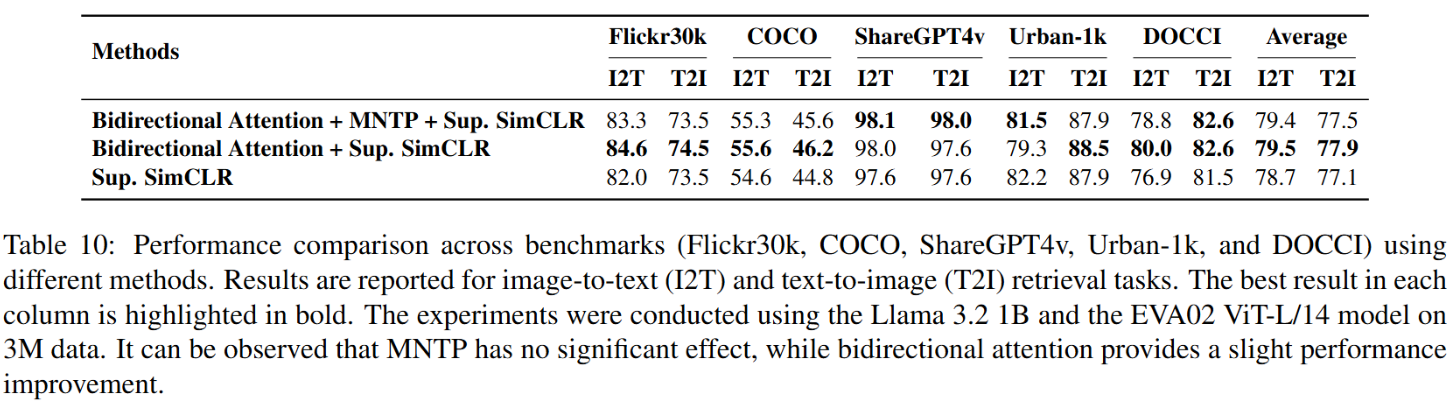 Methods Flickr30k COCO ShareGPT4v Urban-1k DOCCI Average
I2T T2I I2T T2I I2T T2I I2T T2I I2T T2I I2T T2I
Bidirectional Attention + MNTP + Sup. SimCLR 83.3 73.5 55.3 45.6 98.1 98.0 81.5 87.9 78.8 82.6 79.4 77.5
Bidirectional Attention + Sup. SimCLR 84.6 74.5 55.6 46.2 98.0 97.6 79.3 88.5 80.0 82.6 79.5 77.9
Sup. SimCLR 82.0 73.5 54.6 44.8 97.6 97.6 82.2 87.9 76.9 81.5 78.7 77.1
Table 10: Performance comparison across benchmarks (Flickr30k, COCO, ShareGPT4v, Urban-1k, and DOCCI) using
different methods. Results are reported for image-to-text (I2T) and text-to-image (T2I) retrieval tasks. The best result in each
column is highlighted in bold. The experiments were conducted using the Llama 3.2 1B and the EVA02 ViT-L/14 model on
3M data. It can be observed that MNTP has no significant effect, while bidirectional attention provides a slight performance
improvement.